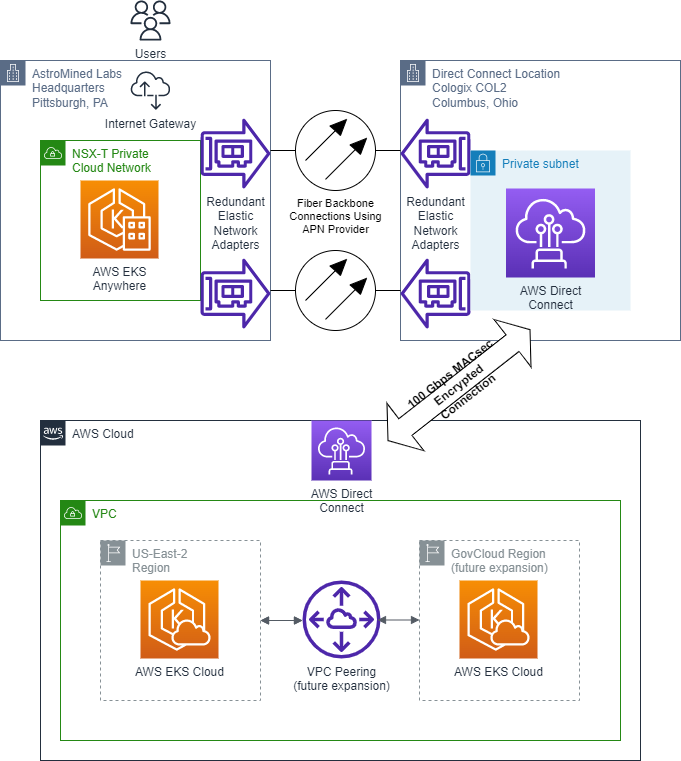 Users
AstroMined Labs
Headquarters
Pittsburgh, PA
Internet Gateway
Direct Connect Location
Cologix COL2
Columbus, Ohio
NSX-T Private
Cloud Network
K
AWS EKS
Anywhere
Redundant
Elastic
Network
Adapters
Fiber Backbone
Connections Using
APN Provider
Redundant
Elastic
Network
Adapters
Private subnet
AWS Direct
Connect
100 Gbps MACsec
Encrypted
Connection
aws
AWS Cloud
AWS Direct
Connect
VPC
US-East-2
Region
K
AWS EKS Cloud
VPC Peering
(future expansion)
GovCloud Region
(future expansion)
K
AWS EKS Cloud